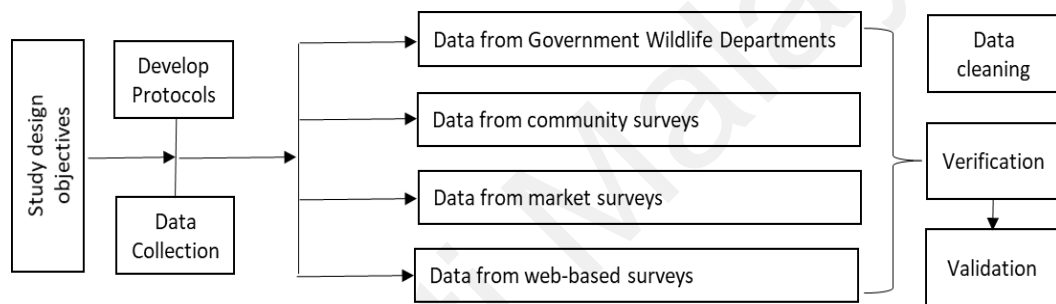 Study design
objectives
Develop
Protocols
Data
Collection
Data from Government Wildlife Departments
Data from community surveys
Data from market surveys
Data from web-based surveys
Data
cleaning
Verification
Validation